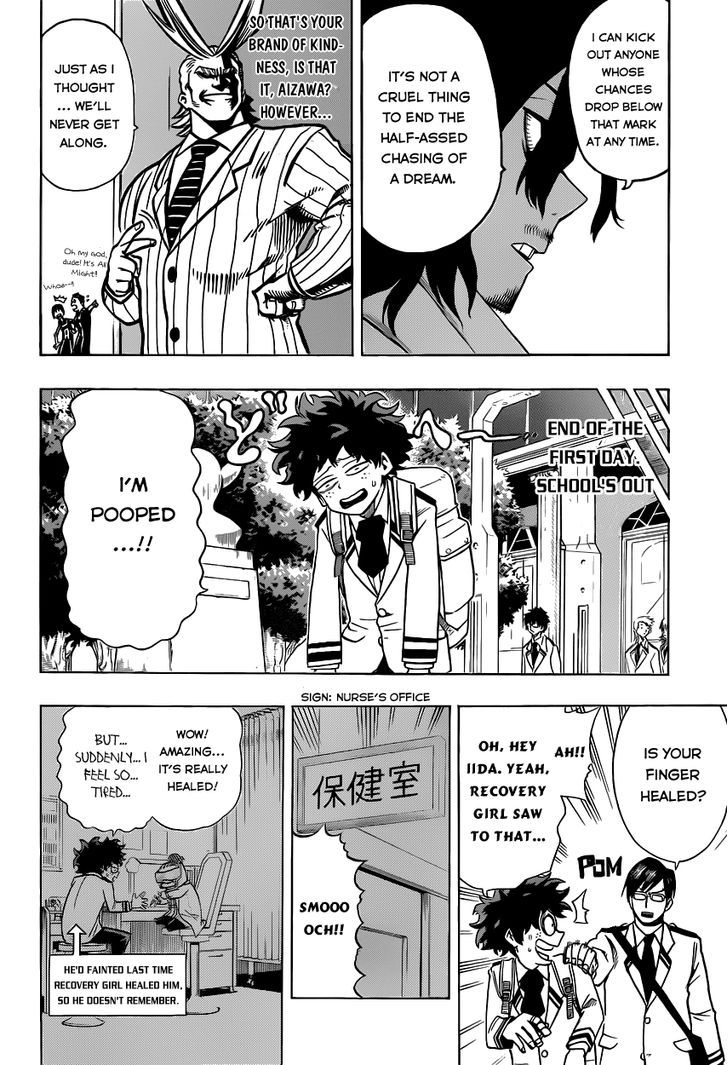 I CAN KICK
OUT ANYONE
WHOSE
CHANCES
DROP BELOW
THAT MARK
AT ANY TIME.
IT'S NOT A
CRUEL THING
TO END THE
HALF-ASSED
CHASING OF
A DREAM.
SO THAT'S YOUR
BRAND OF KIND-
NESS, IS THAT
IT, AIZAWA?
HOWEVER...
JUST AS I
THOUGHT
... WE'LL
NEVER GET
ALONG.
Oh my god,
dude! It's All
Might!
Whoa--!
END OF THE
FIRST DAY.
SCHOOL'S OUT
I'M
POOPED
...!!
SIGN: NURSE'S OFFICE
IS YOUR
FINGER
HEALED?
POM
AH!!
OH, HEY
IIDA. YEAH,
RECOVERY
GIRL SAW
TO THAT...
保健室
SMOOO
OCH!!
WOW!
AMAZING...
IT'S REALLY
HEALED!
BUT...
SUDDENLY... I
FEEL SO...
TIRED...
HE'D FAINTED LAST TIME
RECOVERY GIRL HEALED HIM,
SO HE DOESN'T REMEMBER.